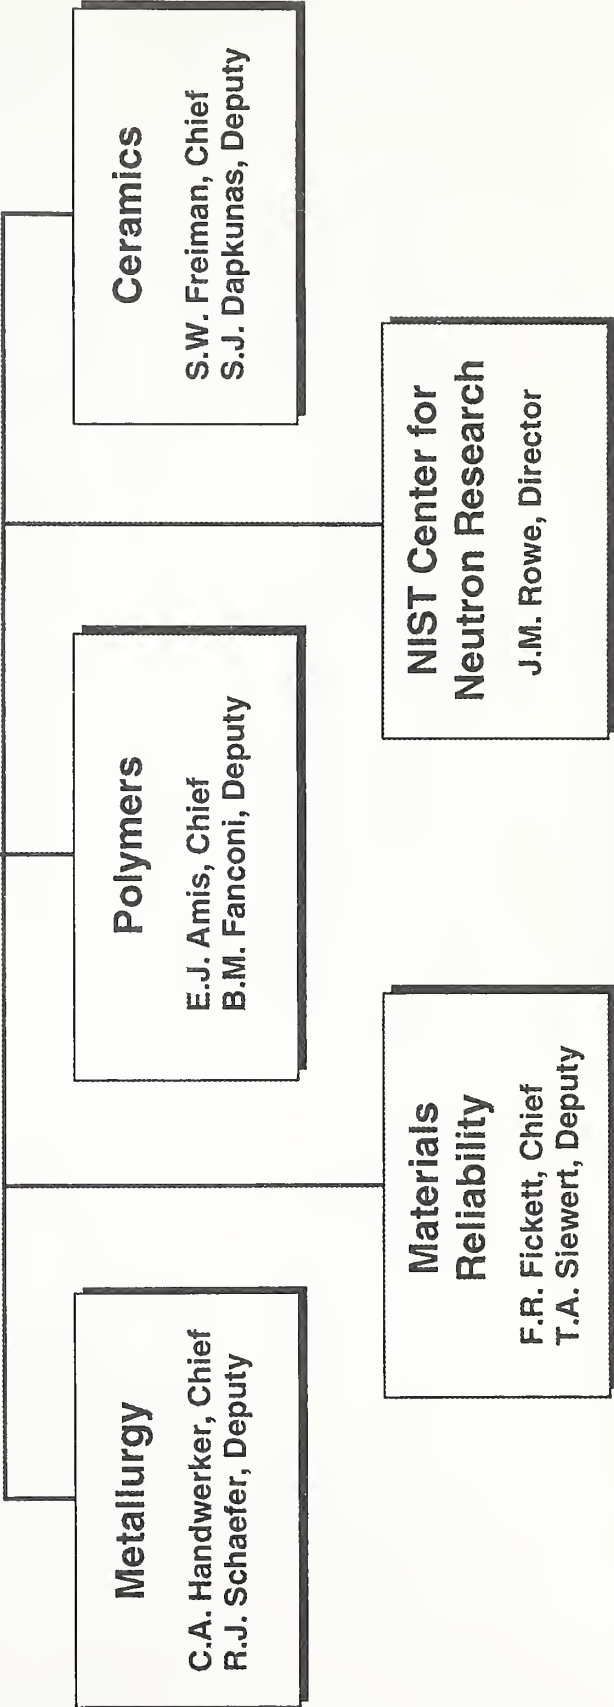 Metallurgy
C.A. Handwerker, Chief
R.J. Schaefer, Deputy
Polymers
E.J. Amis, Chief
B.M. Fanconi, Deputy
Ceramics
S.W. Freiman, Chief
S.J. Dapkunas, Deputy
Materials
Reliability
F.R. Fickett, Chief
T.A. Siewert, Deputy
NIST Center for
Neutron Research
J.M. Rowe, Director